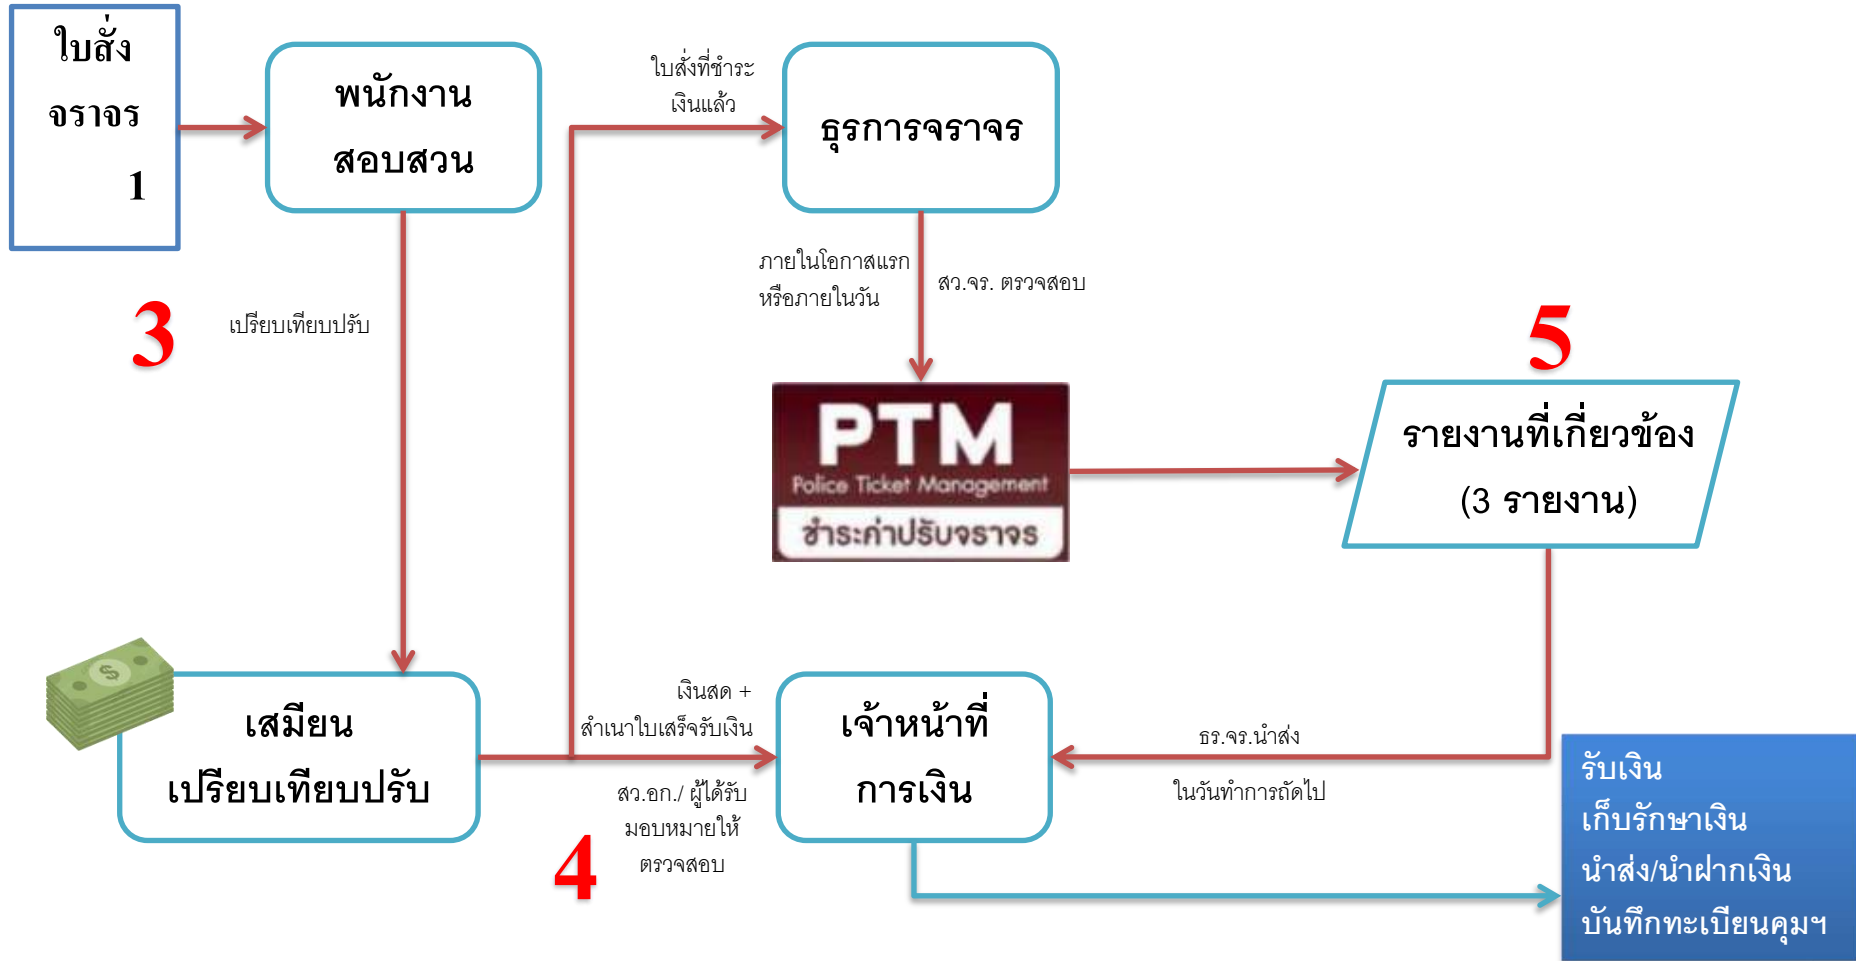 ใบสั่ง
จราจร
1
พนักงาน
สอบสวน
ใบสั่งที่ชำระ
เงินแล้ว
ธุรการจราจร
ภายในโอกาสแรก
หรือภายในวัน
สว.จร. ตรวจสอบ
3
เปรียบเทียบปรับ
PTM
Police Ticket Management
ชำระค่าปรับจราจร
5
รายงานที่เกี่ยวข้อง
(3 รายงาน)
เสมียน
เปรียบเทียบปรับ
เงินสด +
สำเนาใบเสร็จรับเงิน
สว.อก./ ผู้ได้รับ
มอบหมายให้
ตรวจสอบ
4
เจ้าหน้าที่
การเงิน
ธร.จร.นำส่ง
ในวันทำการถัดไป
รับเงิน
เก็บรักษาเงิน
นำส่ง/นำฝากเงิน
บันทึกทะเบียนคุมฯ